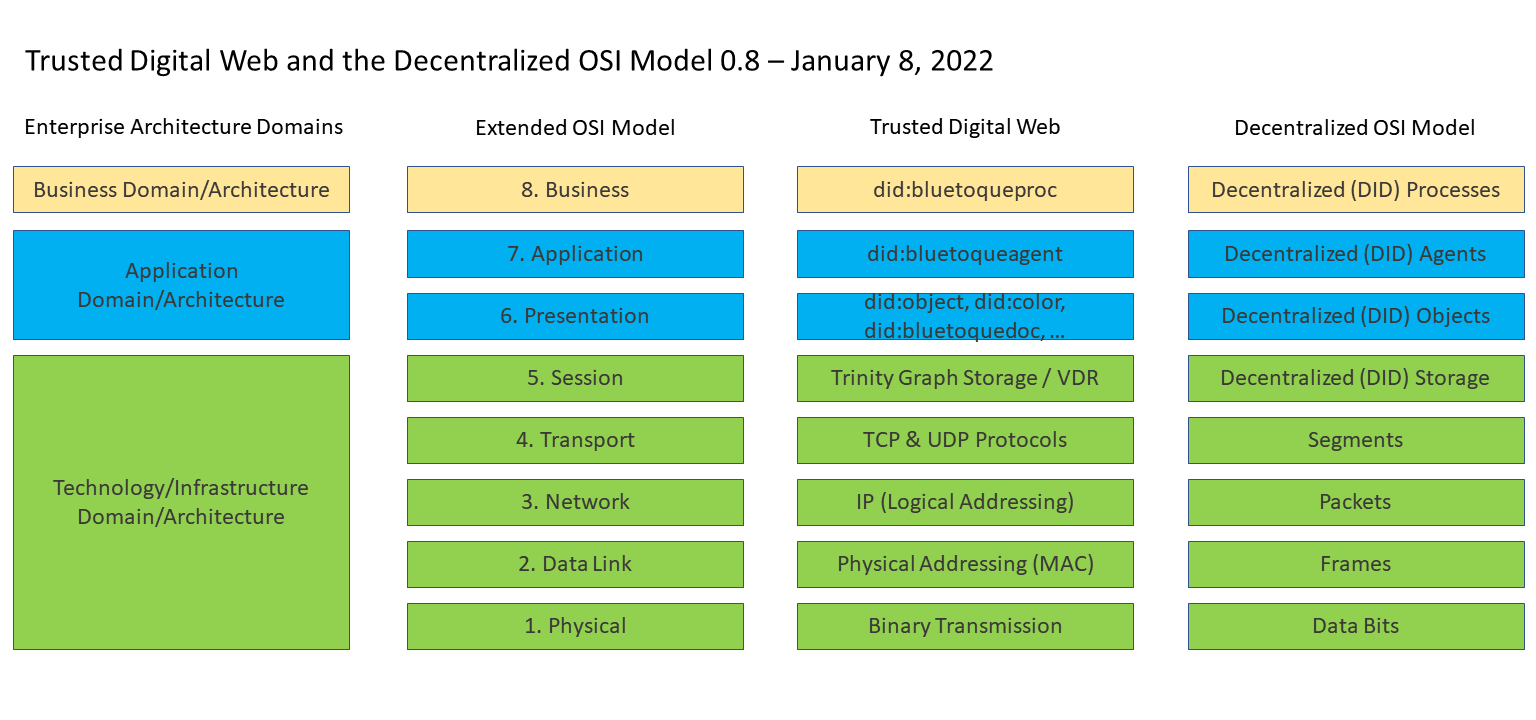 Trusted Digital Web and the Decentralized OSI Model 0.8 – January 8, 2022
Enterprise Architecture Domains
Extended OSI Model
Trusted Digital Web
Decentralized OSI Model
Business Domain/Architecture
8. Business
did:bluetoqueproc
Decentralized (DID) Processes
Application
Domain/Architecture
7. Application
did:bluetoqueagent
Decentralized (DID) Agents
6. Presentation
did:object, did:color,
did:bluetoquedoc, ...
Decentralized (DID) Objects
Technology/Infrastructure
Domain/Architecture
5. Session
Trinity Graph Storage / VDR
Decentralized (DID) Storage
4. Transport
TCP & UDP Protocols
Segments
3. Network
IP (Logical Addressing)
Packets
2. Data Link
Physical Addressing (MAC)
Frames
1. Physical
Binary Transmission
Data Bits